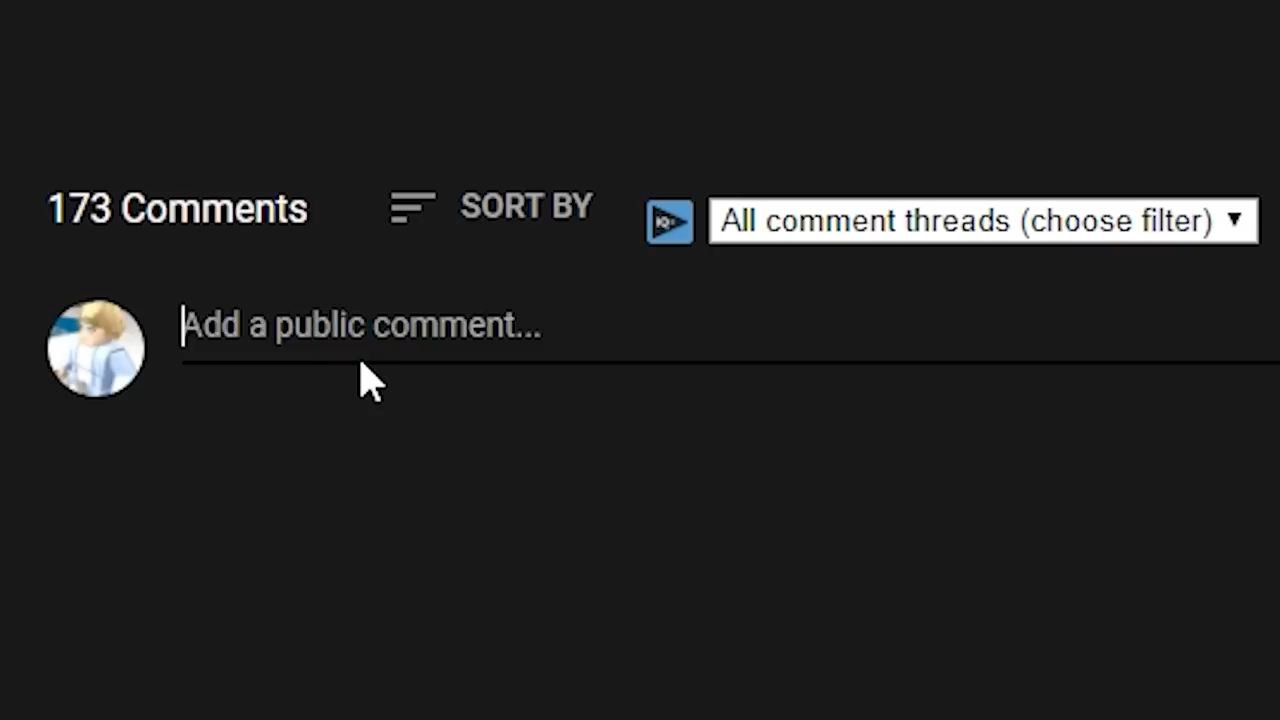 173 Comments
SORT BY
All comment threads (choose filter)
Add a public comment...